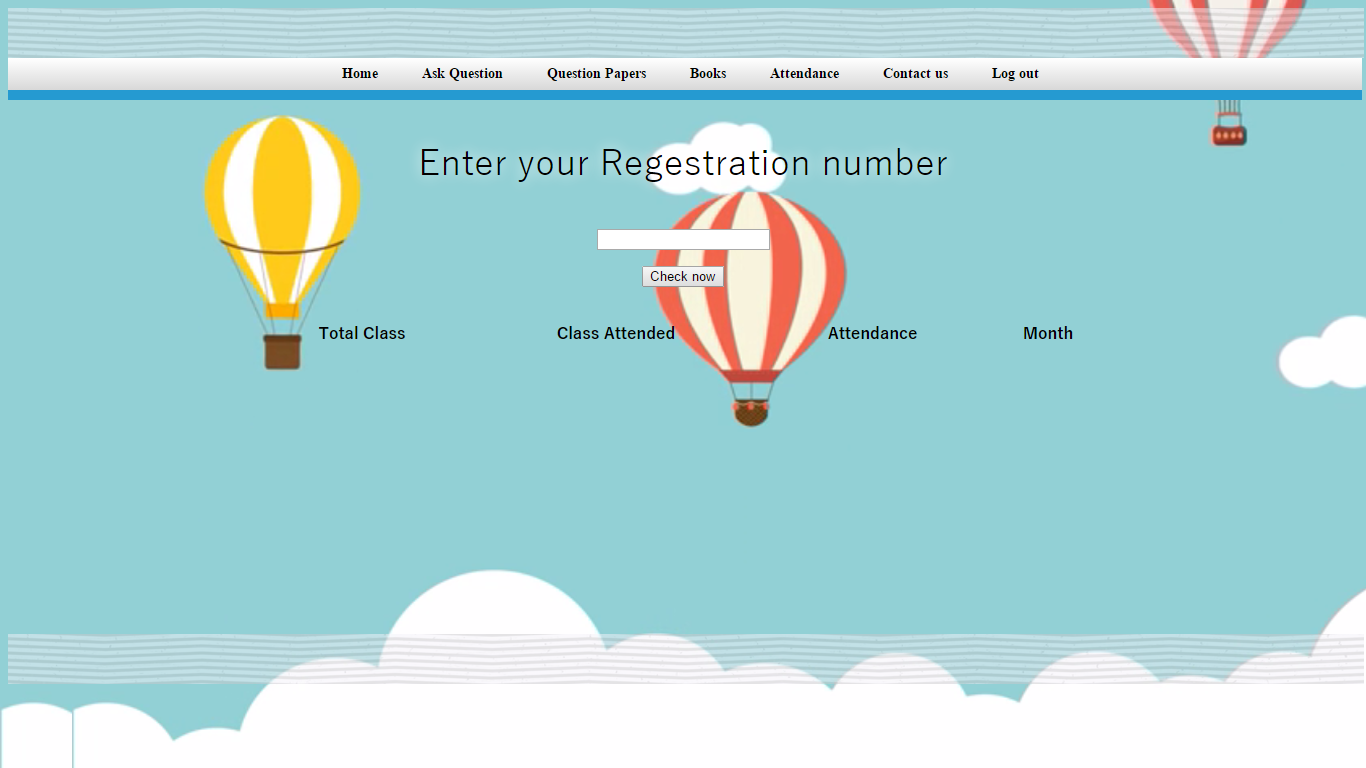 Home Ask Question Question Papers Books Attendance Contact us Log out
Enter your Regestration number
Check now
Total Class Class Attended Attendance Month